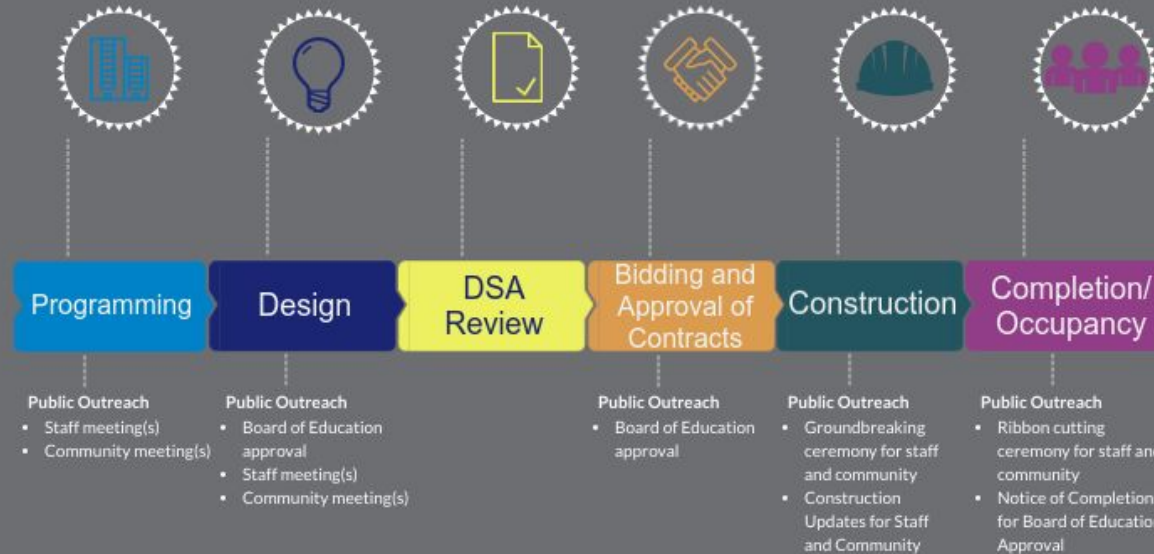 Programming
Design
DSA
Review
Bidding and
Approval of
Contracts
Construction
Completion/
Occupancy
Public Outreach
▪ Staff meeting(s)
▪ Community meeting(s)
Public Outreach
▪ Board of Education
approval
▪ Staff meeting(s)
▪ Community meeting(s)
Public Outreach
▪ Board of Education
approval
Public Outreach
▪ Groundbreaking
ceremony for staff
and community
▪ Construction
Updates for Staff
and Community
Public Outreach
▪ Ribbon cutting
ceremony for staff and
community
▪ Notice of Completion
for Board of Education
Approval